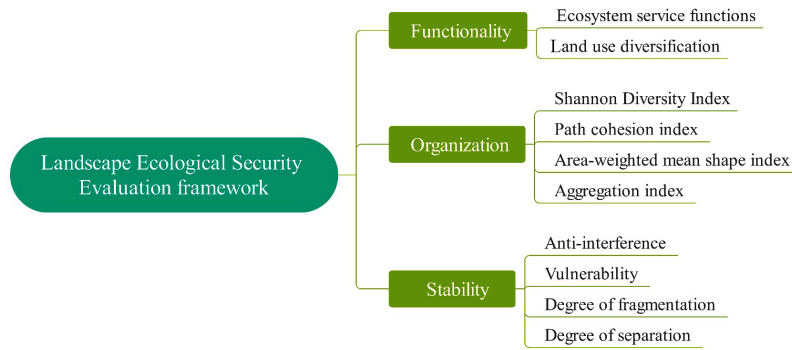 Landscape Ecological Security
Evaluation framework
Functionality
Ecosystem service functions
Land use diversification
Organization
Shannon Diversity Index
Path cohesion index
Area-weighted mean shape index
Aggregation index
Stability
Anti-interference
Vulnerability
Degree of fragmentation
Degree of separation